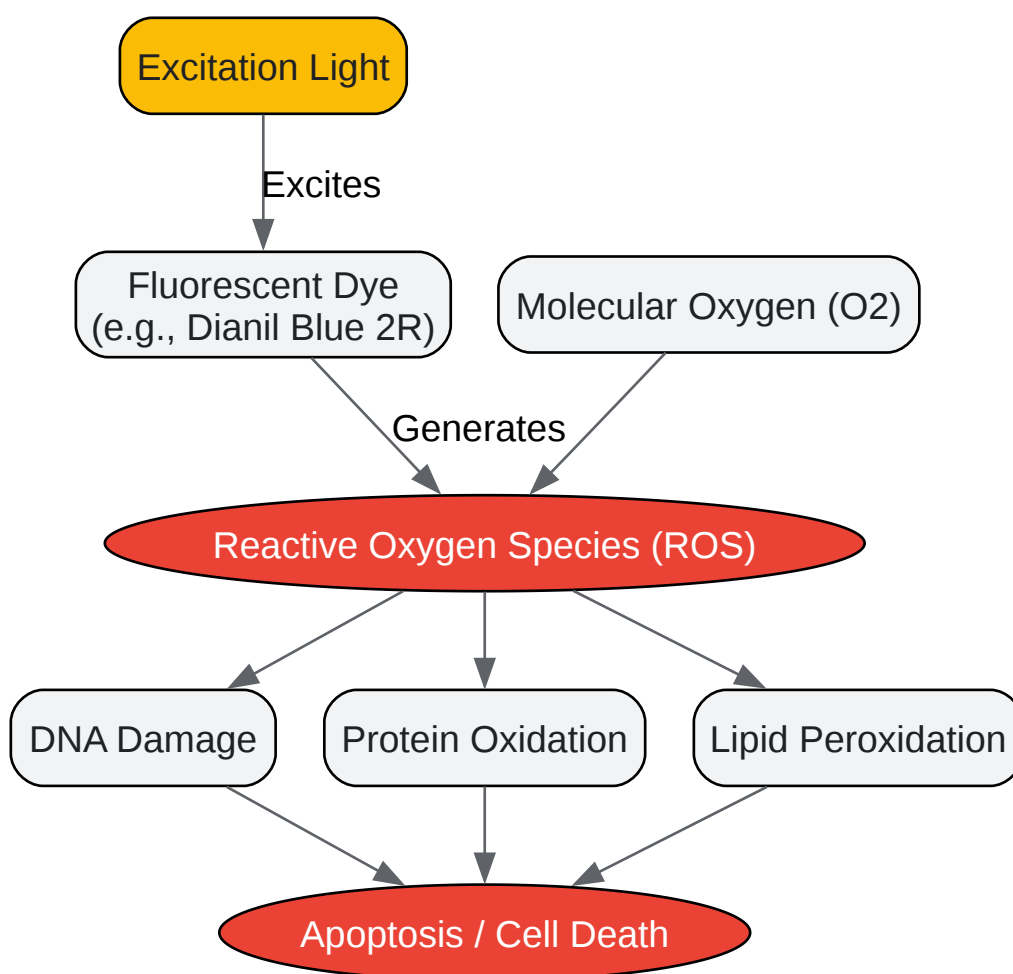 Excitation Light
Excites
Fluorescent Dye
(e.g., Dianil Blue 2R)
Molecular Oxygen (O2)
Generates
Reactive Oxygen Species (ROS)
DNA Damage
Protein Oxidation
Lipid Peroxidation
Apoptosis / Cell Death